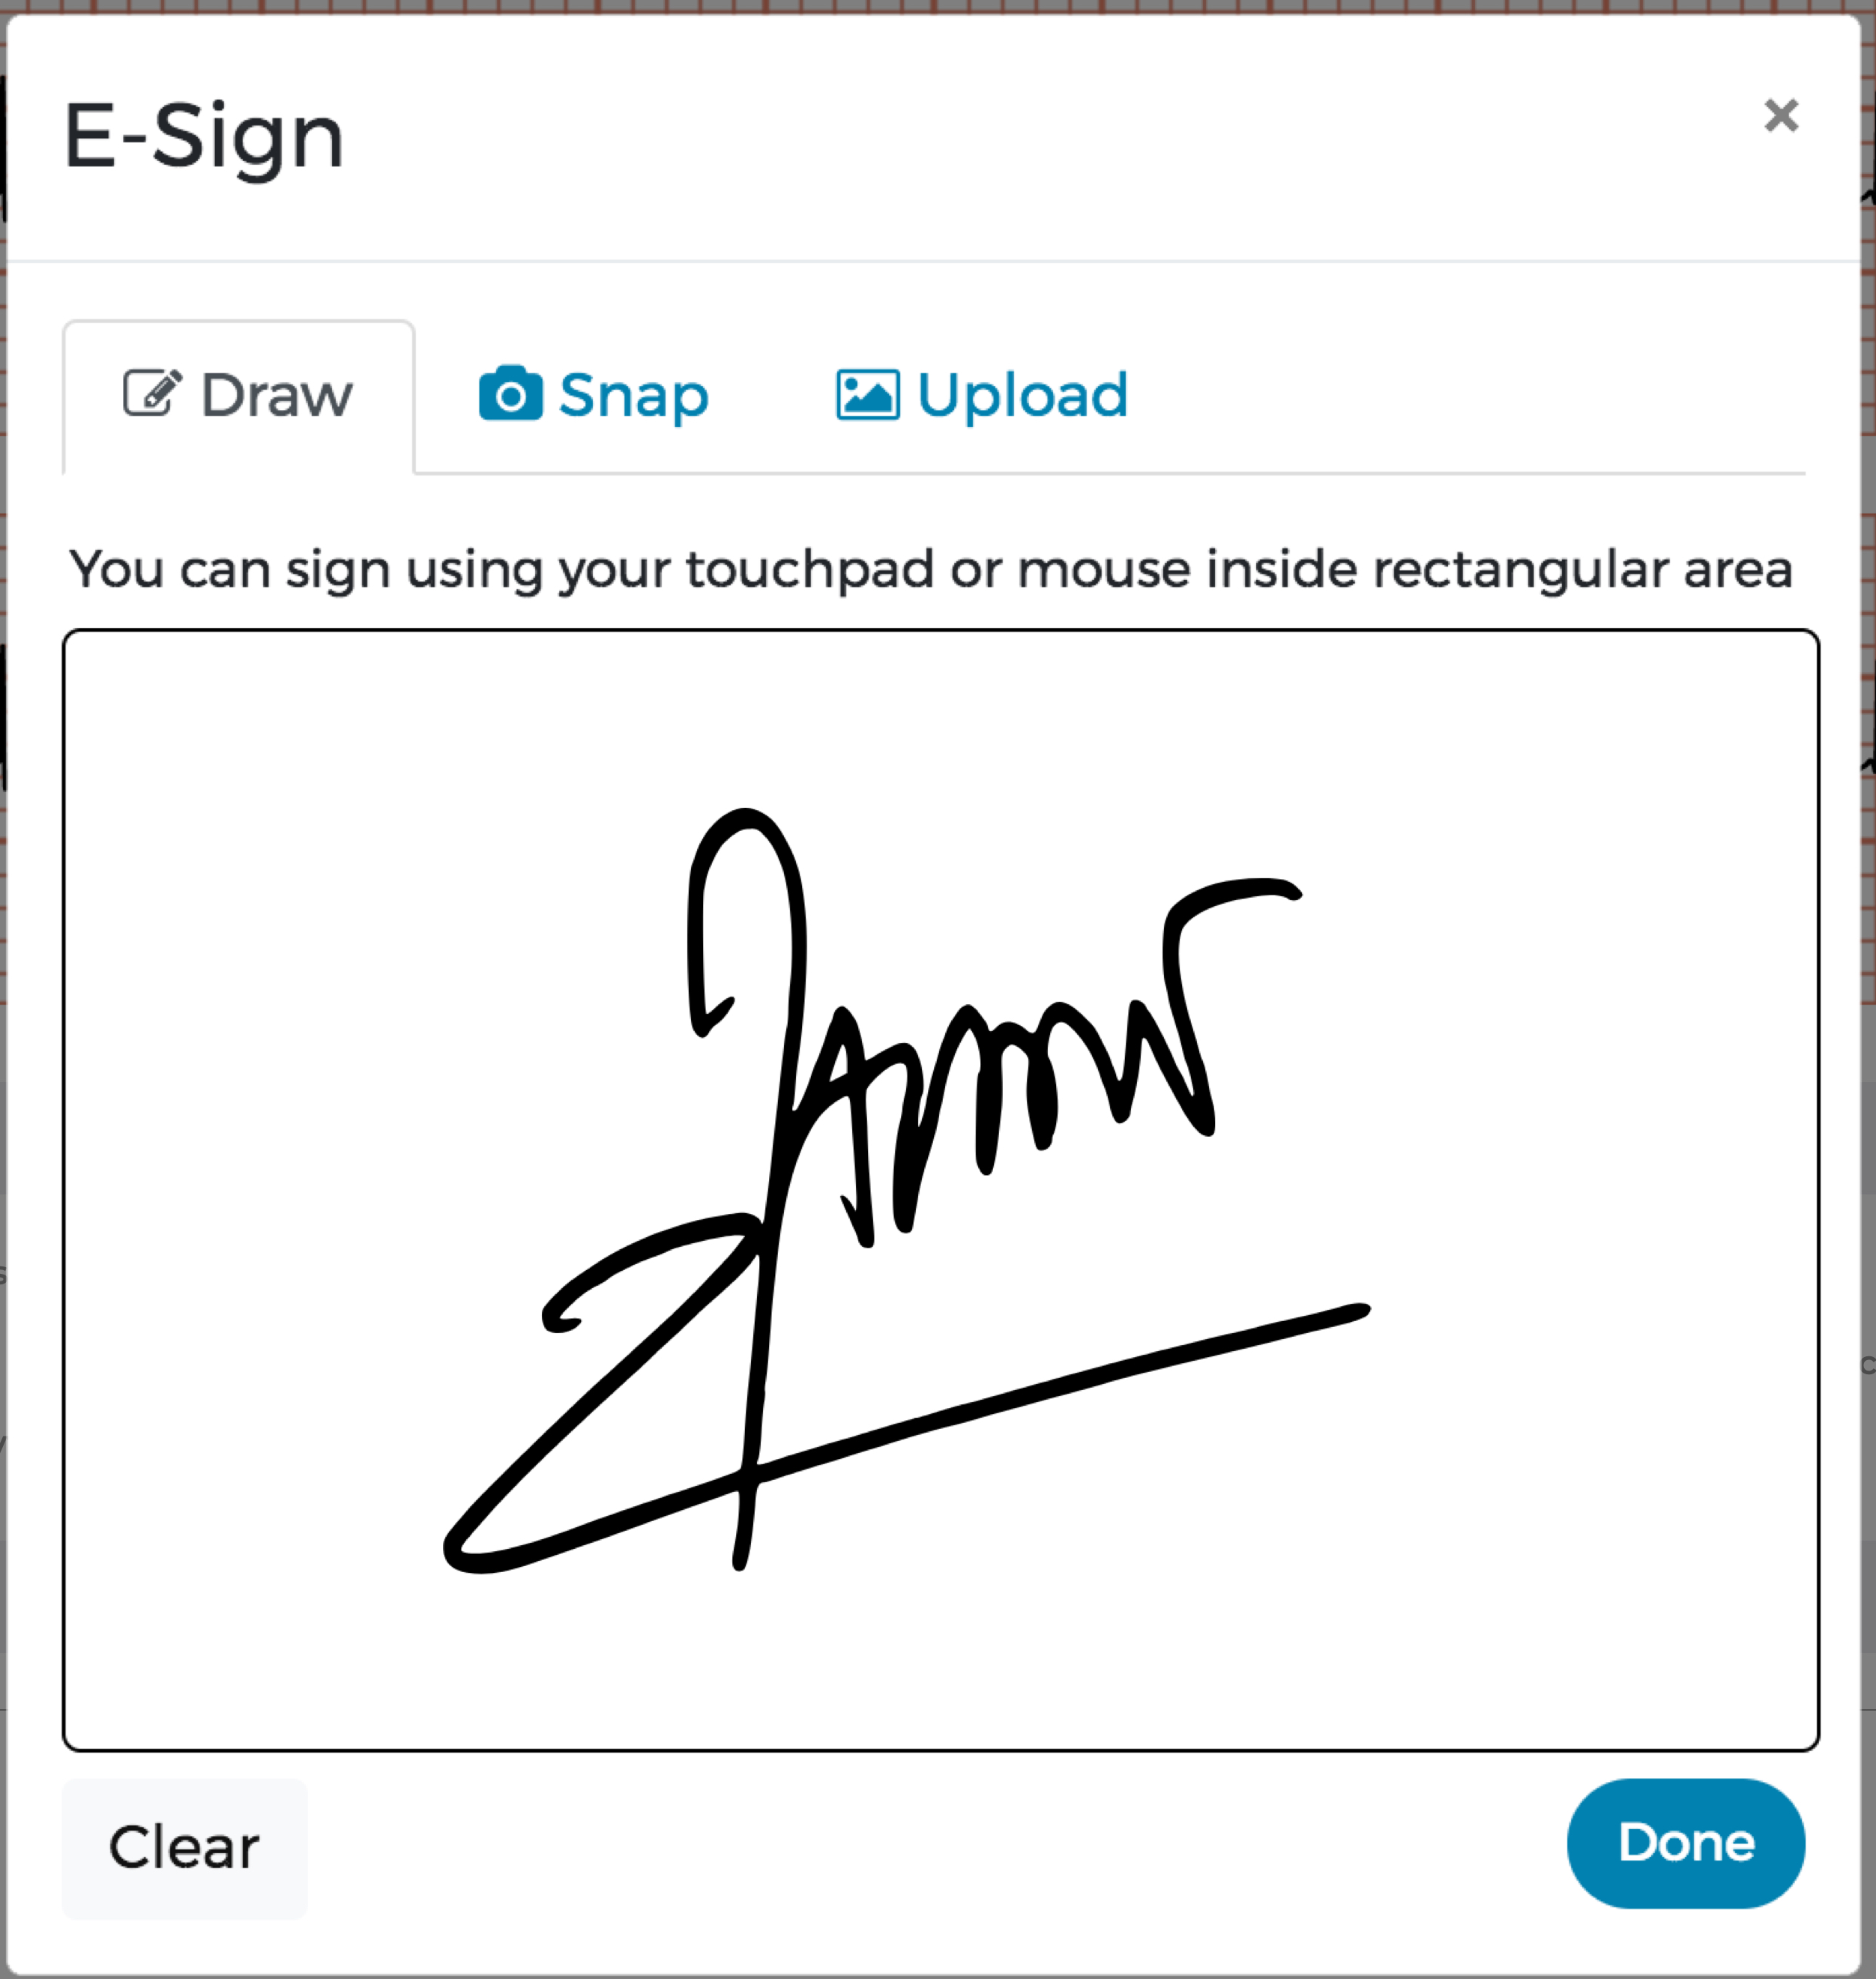 E-Sign
Draw Snap Upload
You can sign using your touchpad or mouse inside rectangular area
Clear Done